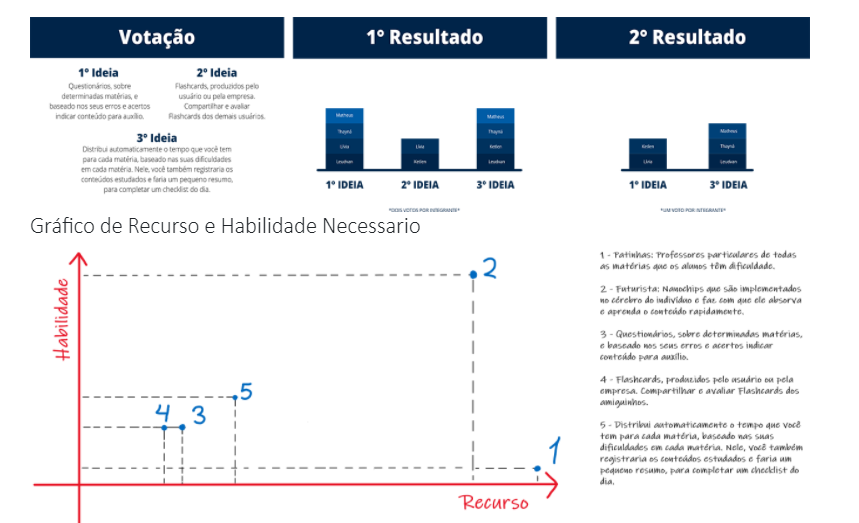 Votação
1º Ideia
Questionários, sobre
determinadas matérias, e
baseado nos seus erros e acertos
indicar conteúdo para auxílio.
2º Ideia
Flashcards, produzidos pelo
usuário ou pela empresa.
Compartilhar e avaliar
Flashcards dos demais usuários.
3º Ideia
Distribui automaticamente o tempo que você tem
para cada matéria, baseado nas suas dificuldades
em cada matéria. Nele, você também registraria os
conteúdos estudados e faria um pequeno resumo,
para completar um checklist do dia.
1º Resultado
Matheus
Thayná
Lívia
Leudson
Lívia
Ketlen
Matheus
Thayná
Ketlen
Leudson
1º IDEIA
2º IDEIA
3º IDEIA
*DOIS VOTOS POR INTEGRANTE*
2º Resultado
Ketlen
Lívia
Matheus
Thayná
Leudson
1º IDEIA
3º IDEIA
*UM VOTO POR INTEGRANTE*
Gráfico de Recurso e Habilidade Necessario
Habilidade
2
5
4
3
1
Recurso
1 - Patinhas: Professores particulares de todas
as matérias que os alunos têm dificuldade.
2 - Futurista: Nanochips que são implementados
no cérebro do indivíduo e faz com que ele absorva
e aprenda o conteúdo rapidamente.
3 - Questionários, sobre determinadas matérias,
e baseado nos seus erros e acertos indicar
conteúdo para auxílio.
4 - Flashcards, produzidos pelo usuário ou pela
empresa. Compartilhar e avaliar Flashcards dos
amiguinhos.
5 - Distribui automaticamente o tempo que você
tem para cada matéria, baseado nas suas
dificuldades em cada matéria. Nele, você também
registraria os conteúdos estudados e faria um
pequeno resumo, para completar um checklist do
dia.